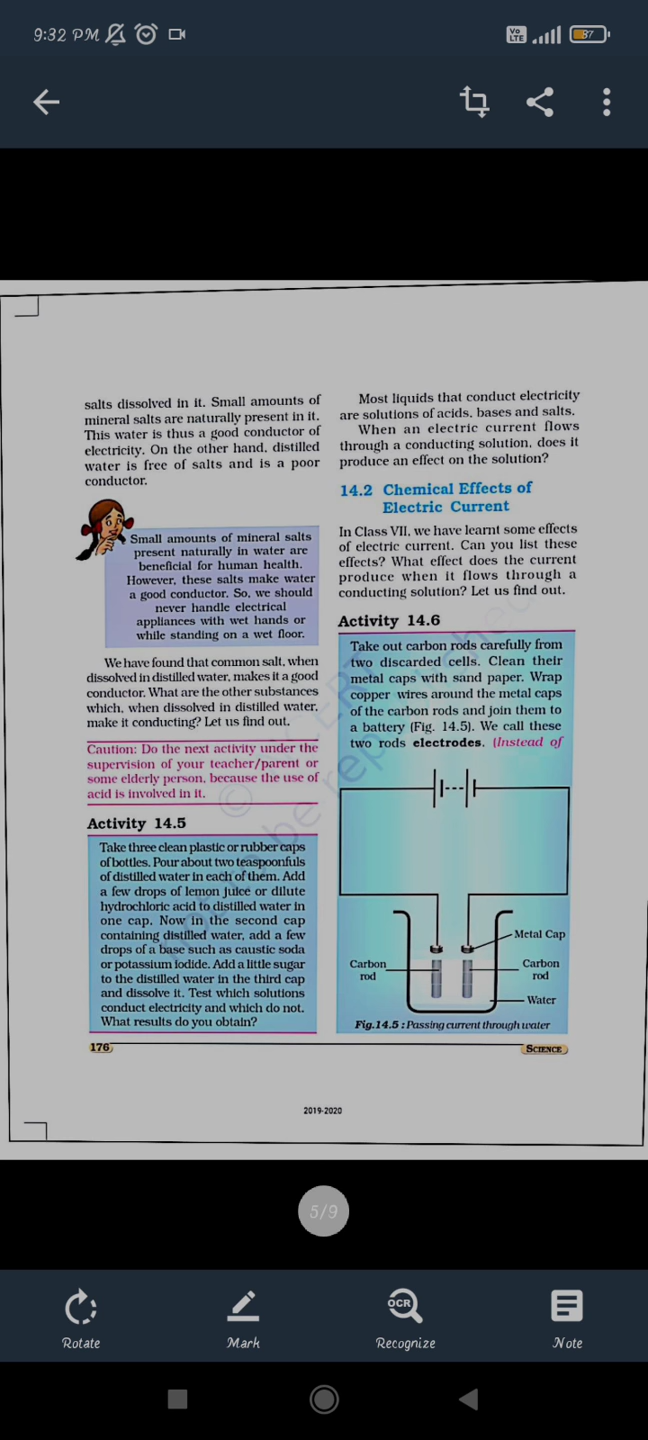 9:32 PM
Vo LTE
87
salts dissolved in it. Small amounts of
mineral salts are naturally present in it.
This water is thus a good conductor of
electricity. On the other hand, distilled
water is free of salts and is a poor
conductor.
Small amounts of mineral salts
present naturally in water are
beneficial for human health.
However, these salts make water
a good conductor. So, we should
never handle electrical
appliances with wet hands or
while standing on a wet floor.
We have found that common salt, when
dissolved in distilled water, makes it a good
conductor. What are the other substances
which, when dissolved in distilled water,
make it conducting? Let us find out.
Caution: Do the next activity under the
supervision of your teacher/parent or
some elderly person, because the use of
acid is involved in it.
Activity 14.5
Take three clean plastic or rubber caps
of bottles. Pour about two teaspoonfuls
of distilled water in each of them. Add
a few drops of lemon juice or dilute
hydrochloric acid to distilled water in
one cap. Now in the second cap
containing distilled water, add a few
drops of a base such as caustic soda
or potassium iodide. Add a little sugar
to the distilled water in the third cap
and dissolve it. Test which solutions
conduct electricity and which do not.
What results do you obtain?
Most liquids that conduct electricity
are solutions of acids, bases and salts.
When an electric current flows
through a conducting solution, does it
produce an effect on the solution?
14.2 Chemical Effects of
Electric Current
In Class VII, we have learnt some effects
of electric current. Can you list these
effects? What effect does the current
produce when it flows through a
conducting solution? Let us find out.
Activity 14.6
Take out carbon rods carefully from
two discarded cells. Clean their
metal caps with sand paper. Wrap
copper wires around the metal caps
of the carbon rods and join them to
a battery (Fig. 14.5). We call these
two rods electrodes. (Instead of
Metal Cap
Carbon
rod
Carbon
rod
Water
Fig.14.5 : Passing current through water
176
SCIENCE
2019-2020
5/9
OCR
Rotate
Mark
Recognize
Note